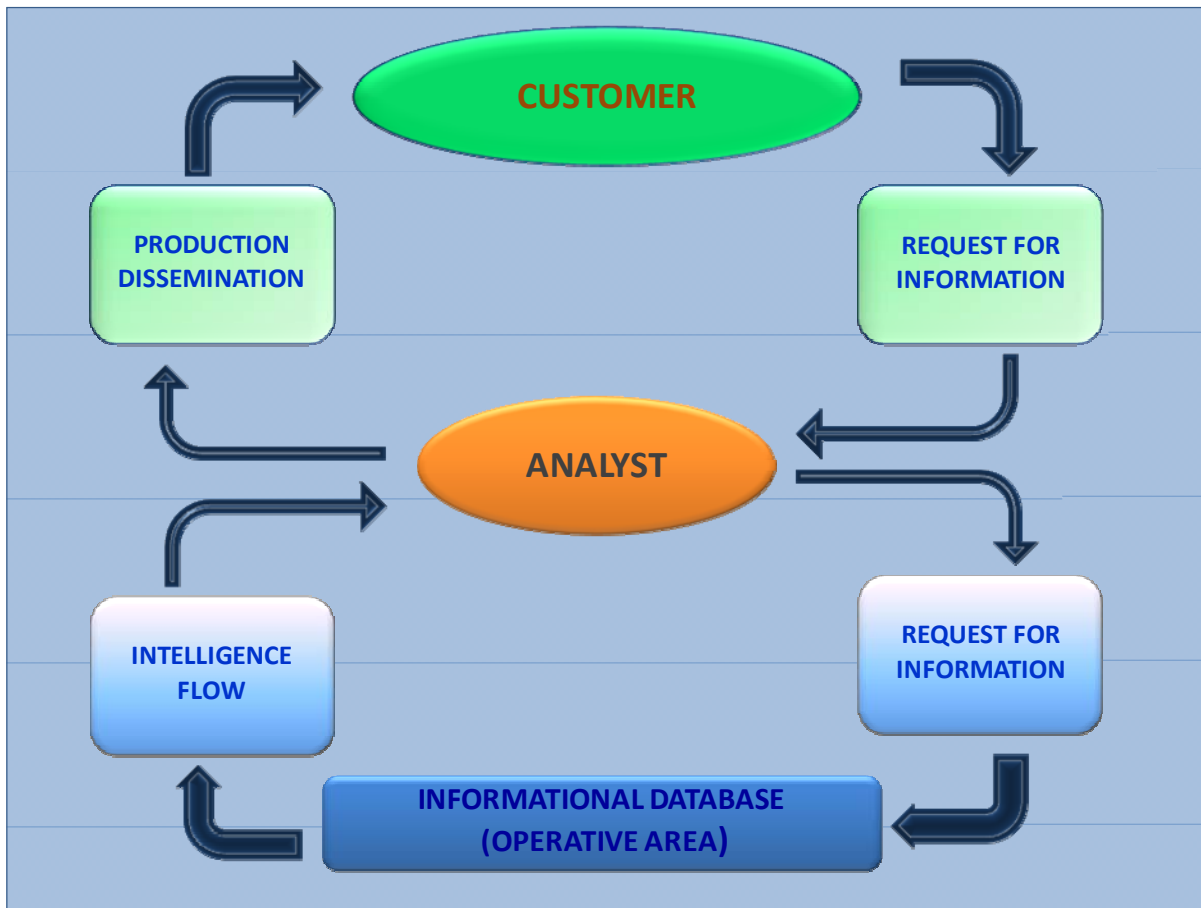 CUSTOMER
PRODUCTION
DISSEMINATION
REQUEST FOR
INFORMATION
ANALYST
INTELLIGENCE
FLOW
REQUEST FOR
INFORMATION
INFORMATIONAL DATABASE
(OPERATIVE AREA)